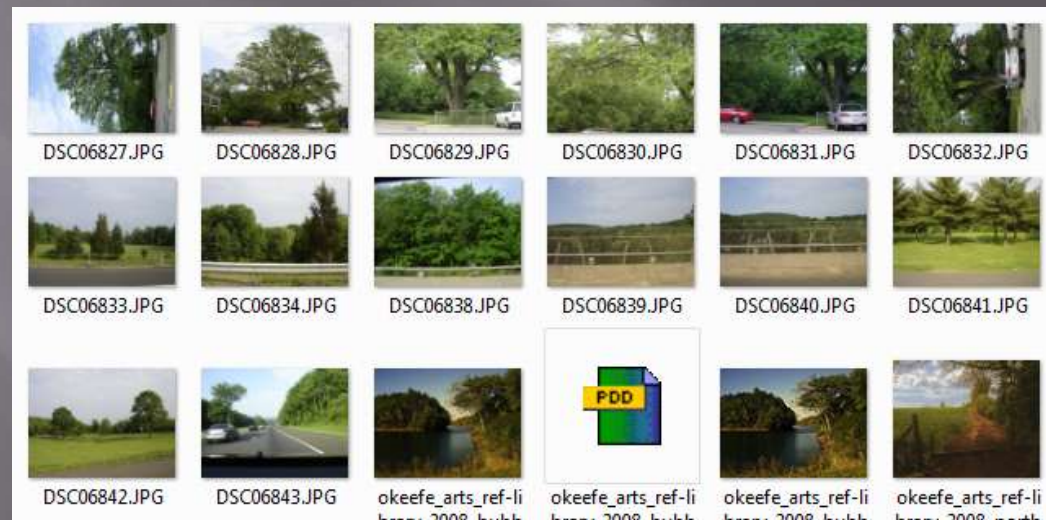 DSC06827.JPG DSC06828.JPG DSC06829.JPG DSC06830.JPG DSC06831.JPG DSC06832.JPG
DSC06833.JPG DSC06834.JPG DSC06838.JPG DSC06839.JPG DSC06840.JPG DSC06841.JPG
PDD
DSC06842.JPG DSC06843.JPG okeefe_arts_ref-li okeefe_arts_ref-li okeefe_arts_ref-li okeefe_arts_ref-li